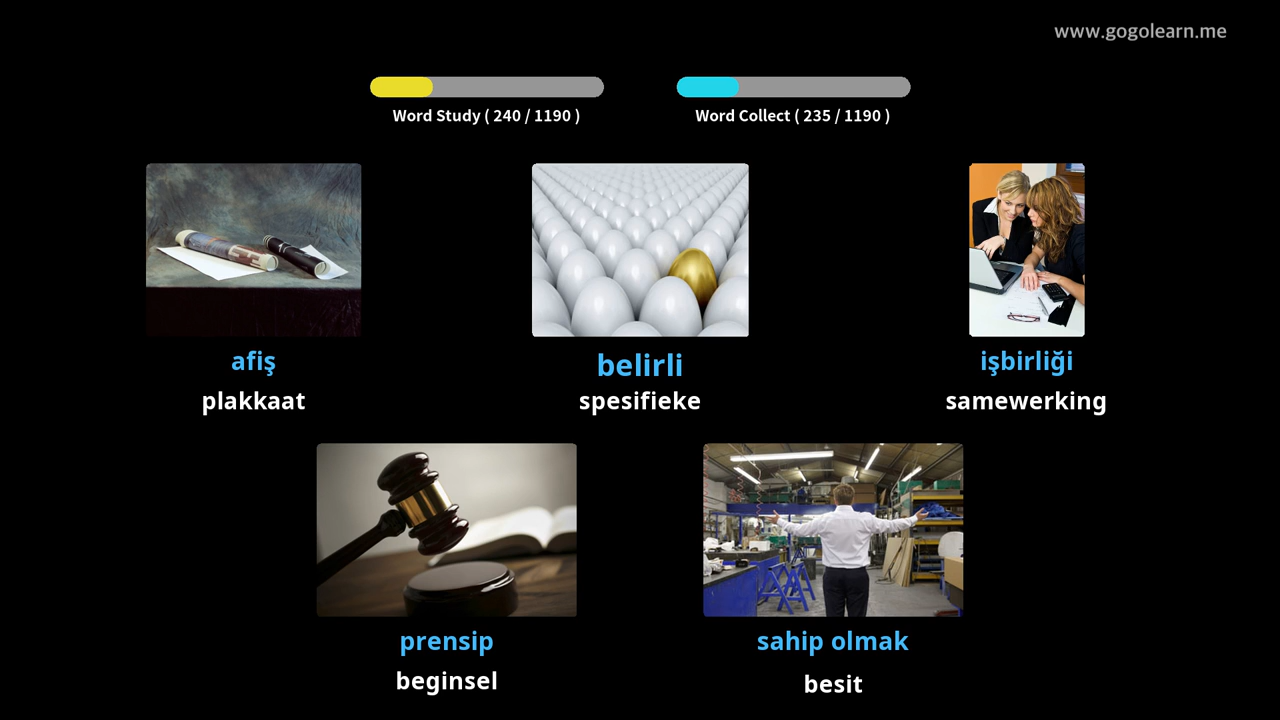 www.gogolearn.me
Word Study ( 240 / 1190 )
Word Collect ( 235 / 1190 )
afiş
belirli
işbirliği
plakkaat
spesifieke
samewerking
prensip
sahip olmak
beginsel
besit